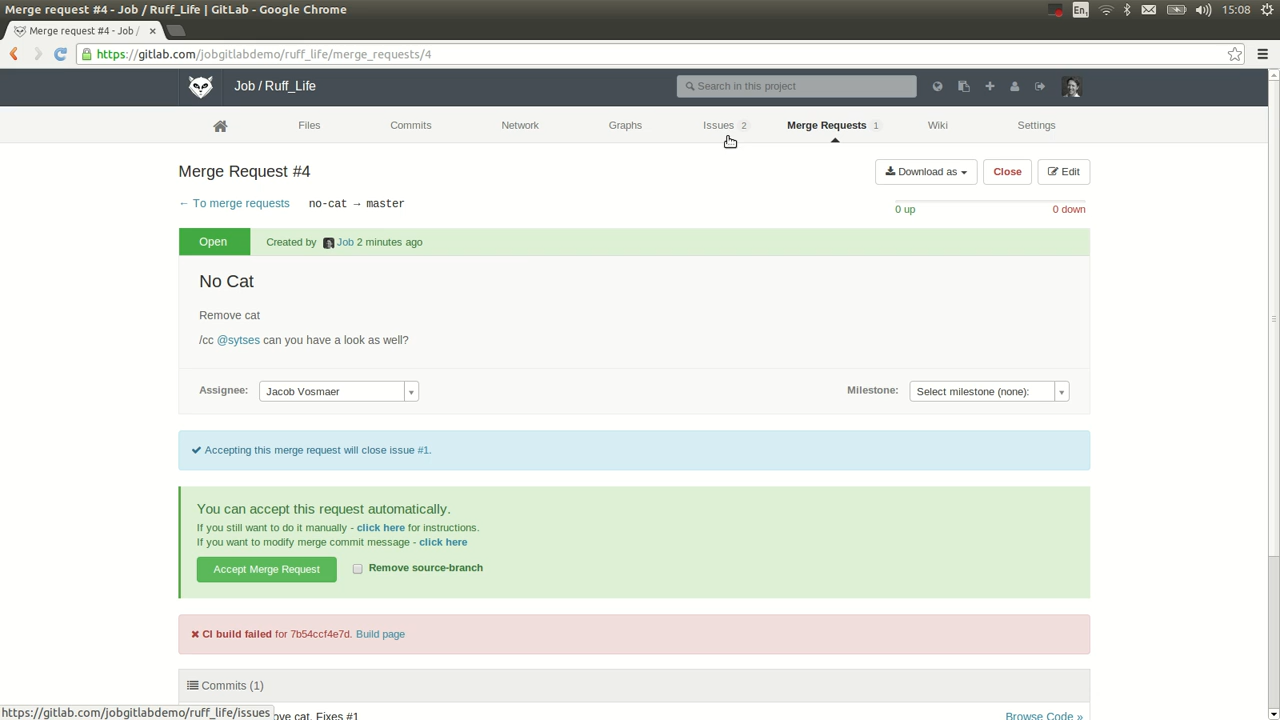 Merge request #4 - Job / Ruff_Life | GitLab - Google Chrome
En₁
15:08
Merge request #4 - Job /
https://gitlab.com/jobgitlabdemo/ruff_life/merge_requests/4
Job / Ruff_Life
Search in this project
Files Commits Network Graphs Issues 2 Merge Requests 1 Wiki Settings
Merge Request #4
Download as Close Edit
← To merge requests no-cat → master
0 up 0 down
Open Created by Job 2 minutes ago
No Cat
Remove cat
/cc @sytses can you have a look as well?
Assignee: Jacob Vosmaer Milestone: Select milestone (none):
Accepting this merge request will close issue #1.
You can accept this request automatically.
If you still want to do it manually - click here for instructions.
If you want to modify merge commit message - click here
Accept Merge Request Remove source-branch
CI build failed for 7b54ccf4e7d. Build page
Commits (1)
https://gitlab.com/jobgitlabdemo/ruff_life/issues
ove cat. Fixes #1 Browse Code »